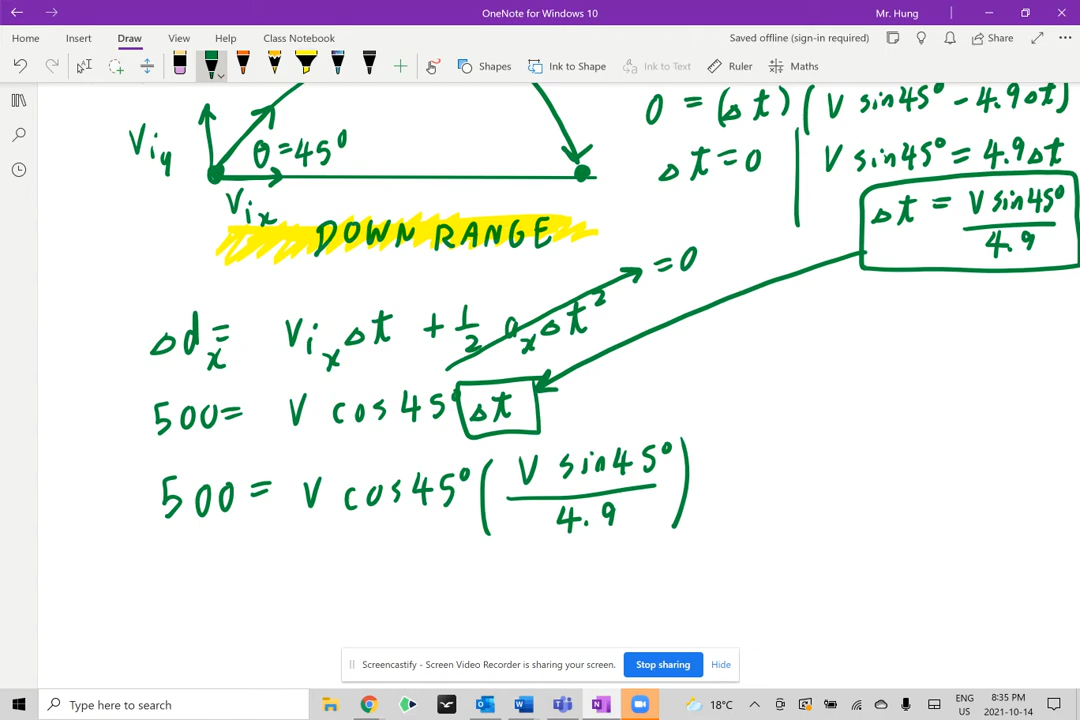 OneNote for Windows 10
Mr. Hung
Home Insert Draw View Help Class Notebook
Saved offline (sign-in required) Share
Shapes Ink to Shape Ink to Text Ruler Maths
Viy
θ=45°
Vix
DOWN RANGE
0 = (Δt)(V sin45° - 4.9Δt)
Δt=0
V sin45° = 4.9Δt
Δt = V sin45° / 4.9
Δdx = Vix Δt + 1/2 ax Δt² =0
500= V cos 45° Δt
500= V cos45° (V sin45° / 4.9)
Screencastify - Screen Video Recorder is sharing your screen. Stop sharing Hide
Type here to search
18°C
ENG
US
8:35 PM
2021-10-14